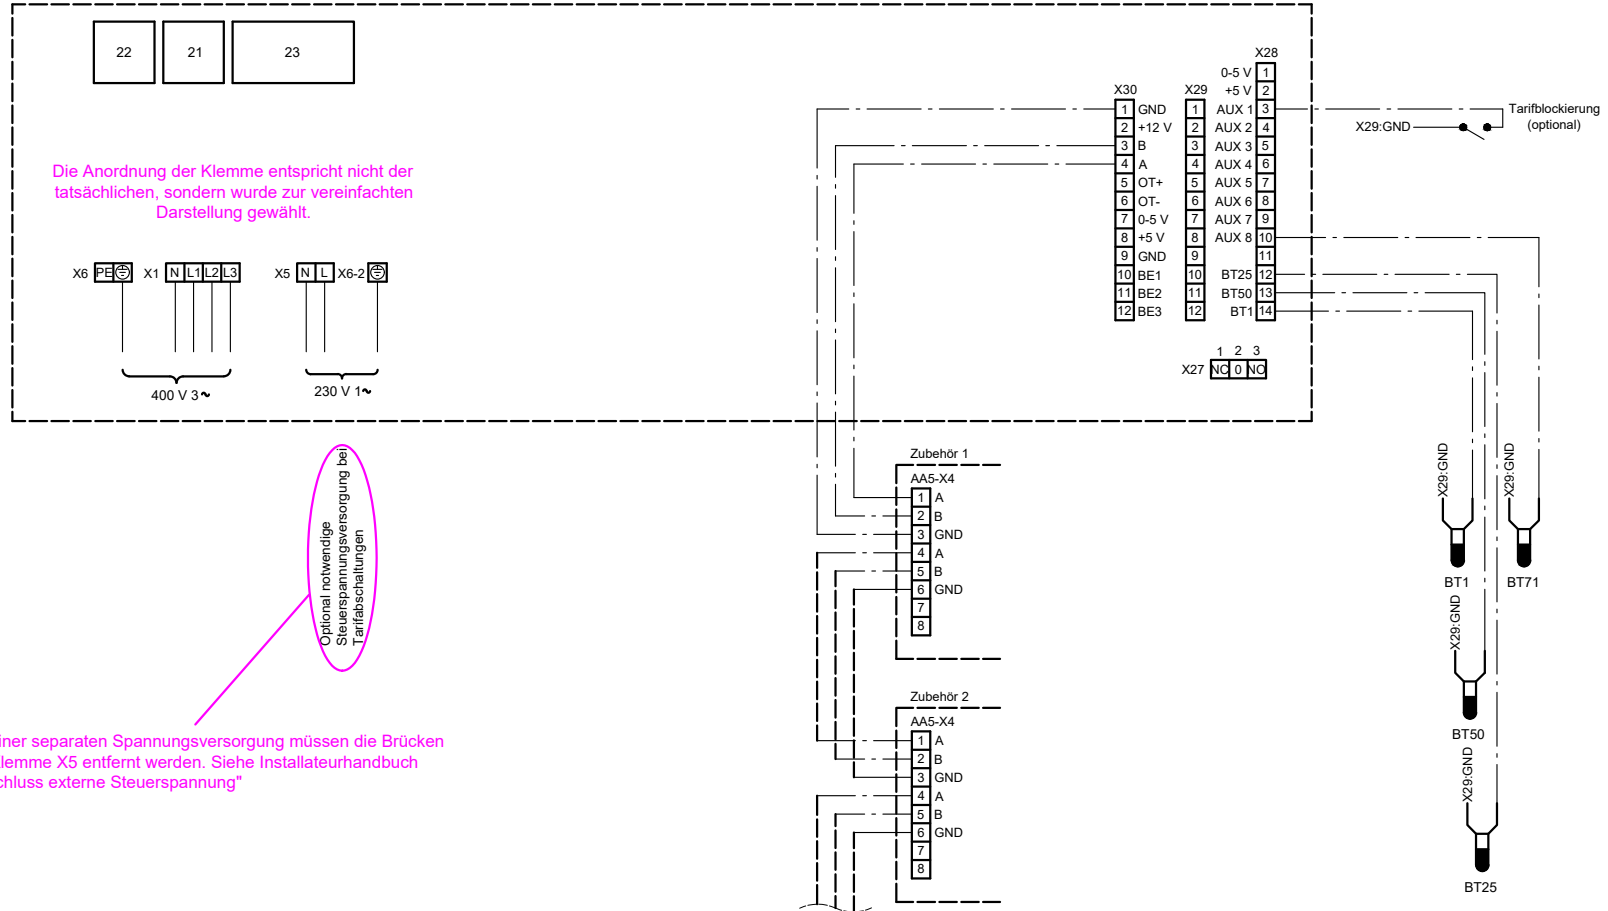 22 21 23
Die Anordnung der Klemme entspricht nicht der
tatsächlichen, sondern wurde zur vereinfachten
Darstellung gewählt.
X6 PE X1 N L1 L2 L3 X5 N L X6-2
400 V 3~ 230 V 1~
X28
0-5 V 1
+5 V 2
X30 X29
1 GND 1 AUX 1 3
2 +12 V 2 AUX 2 4
3 B 3 AUX 3 5
4 A 4 AUX 4 6
5 OT+ 5 AUX 5 7
6 OT- 6 AUX 6 8
7 0-5 V 7 AUX 7 9
8 +5 V 8 AUX 8 10
9 GND 9 11
10 BE1 10 BT25 12
11 BE2 11 BT50 13
12 BE3 12 BT1 14
1 2 3
X27 NC 0 NO
Tarifblockierung
(optional)
X29:GND
Optional notwendige
Steuerspannungsversorgung bei
Tarifabschaltungen
iner separaten Spannungsversorgung müssen die Brücken
lemme X5 entfernt werden. Siehe Installateurhandbuch
chluss externe Steuerspannung"
Zubehör 1
AA5-X4
1 A
2 B
3 GND
4 A
5 B
6 GND
7
8
Zubehör 2
AA5-X4
1 A
2 B
3 GND
4 A
5 B
6 GND
7
8
X29:GND
BT1
X29:GND
BT71
X29:GND
BT50
X29:GND
BT25